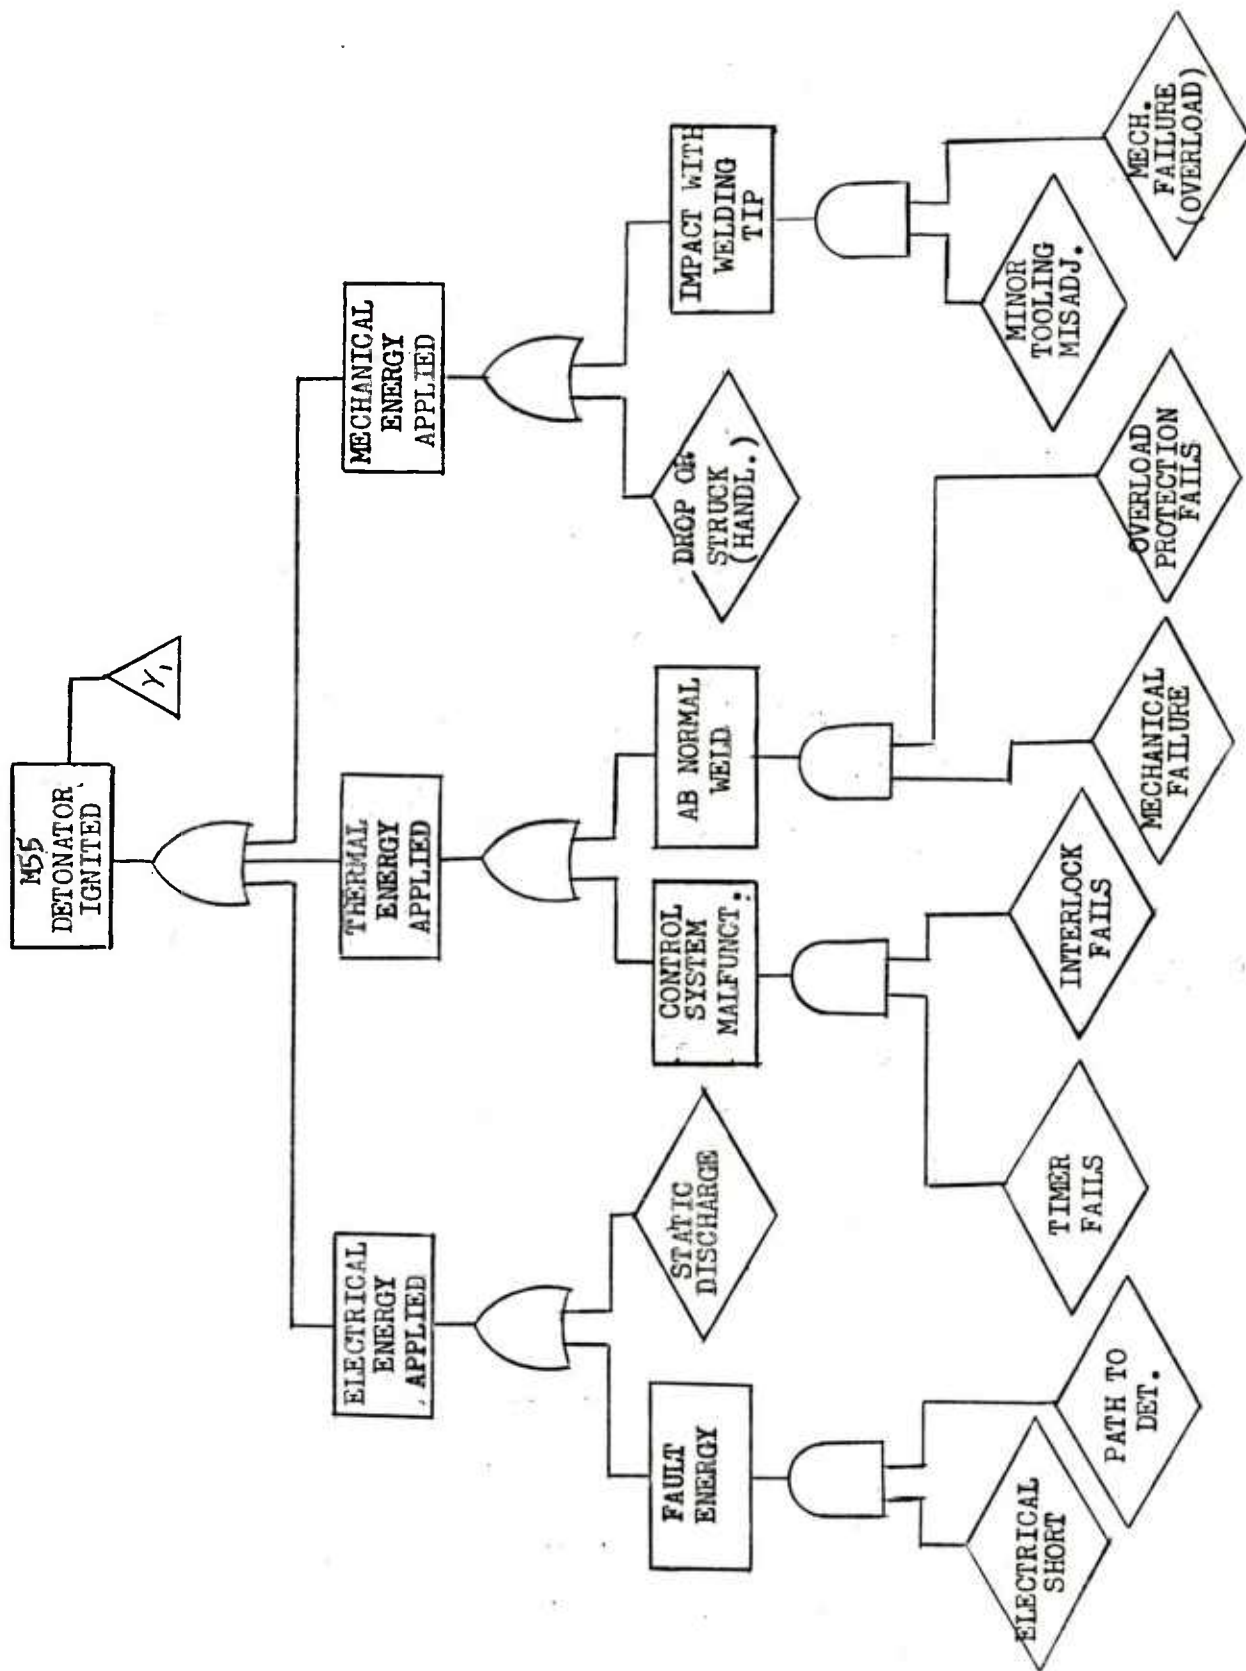 M55
DETONATOR
IGNITED
γ1
ELECTRICAL
ENERGY
APPLIED
THERMAL
ENERGY
APPLIED
MECHANICAL
ENERGY
APPLIED
FAULT
ENERGY
STATIC
DISCHARGE
CONTROL
SYSTEM
MALFUNCT.
AB NORMAL
WELD
DROP OR
STRUCK
(HANDL.)
IMPACT WITH
WELDING
TIP
ELECTRICAL
SHORT
PATH TO
DET.
TIMER
FAILS
INTERLOCK
FAILS
MECHANICAL
FAILURE
OVERLOAD
PROTECTION
FAILS
MINOR
TOOLING
MISADJ.
MECH.
FAILURE
(OVERLOAD)